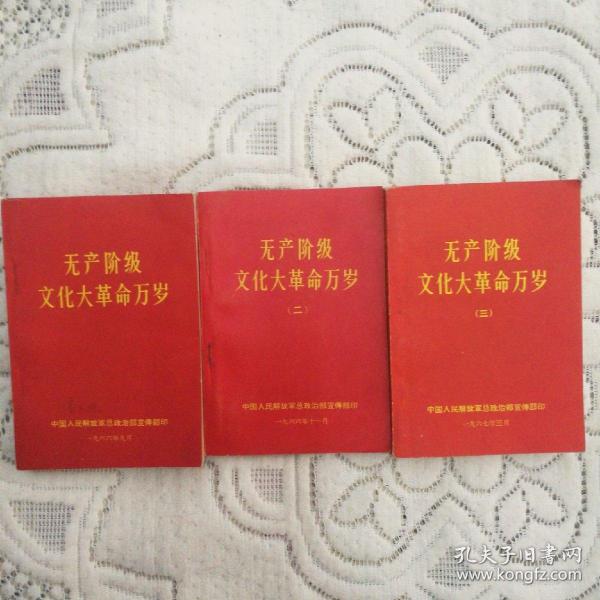 无产阶级
文化大革命万岁
中国人民解放军总政治部宣傳部印
一九六六年九月
无产阶级
文化大革命万岁
(二)
中国人民解放军总政治部宣傳部印
一九六六年十一月
无产阶级
文化大革命万岁
(三)
中国人民解放军总政治部宣傳部印
一九六七年三月
孔夫子旧書网
www.kongfz.com